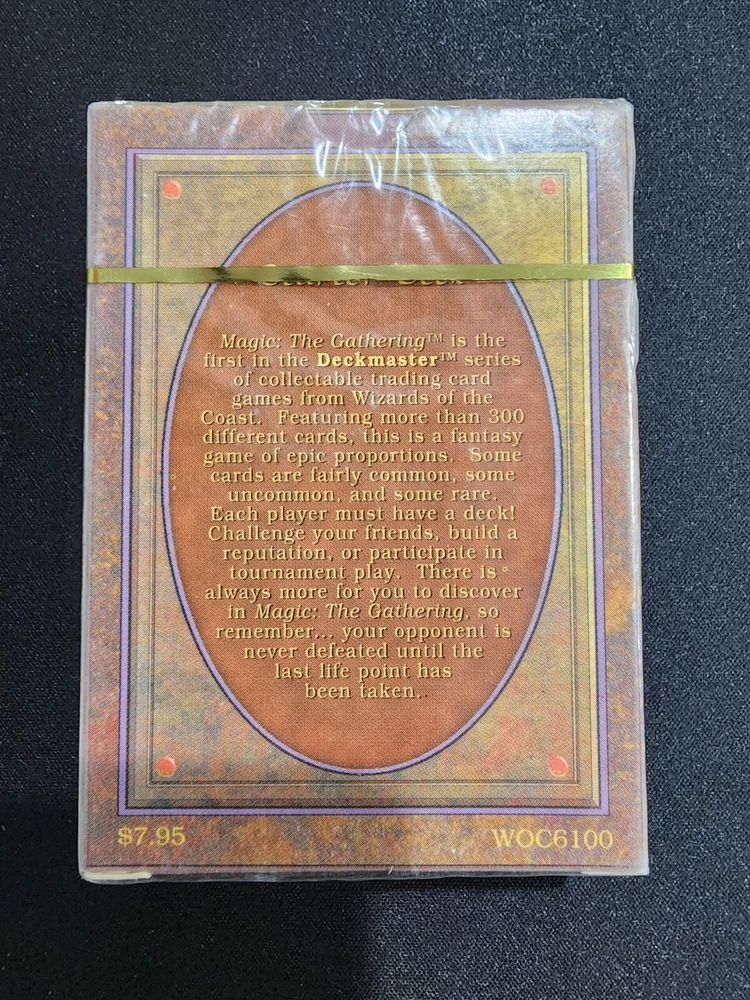 Starter Deck
Magic: The Gathering™ is the
first in the Deckmaster™ series
of collectable trading card
games from Wizards of the
Coast. Featuring more than 300
different cards, this is a fantasy
game of epic proportions. Some
cards are fairly common, some
uncommon, and some rare.
Each player must have a deck!
Challenge your friends, build a
reputation, or participate in
tournament play. There is
always more for you to discover
in Magic: The Gathering, so
remember... your opponent is
never defeated until the
last life point has
been taken.
$7.95
WOC6100